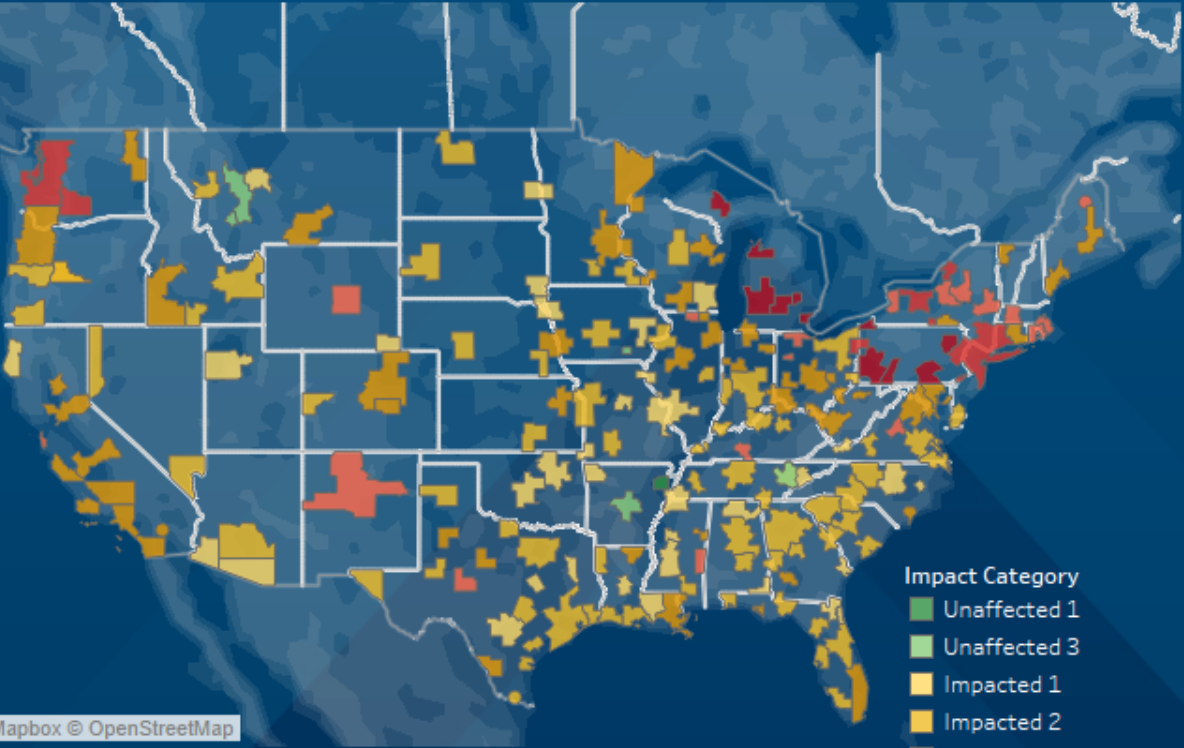 Impact Category
Unaffected 1
Unaffected 3
Impacted 1
Impacted 2
Mapbox © OpenStreetMap